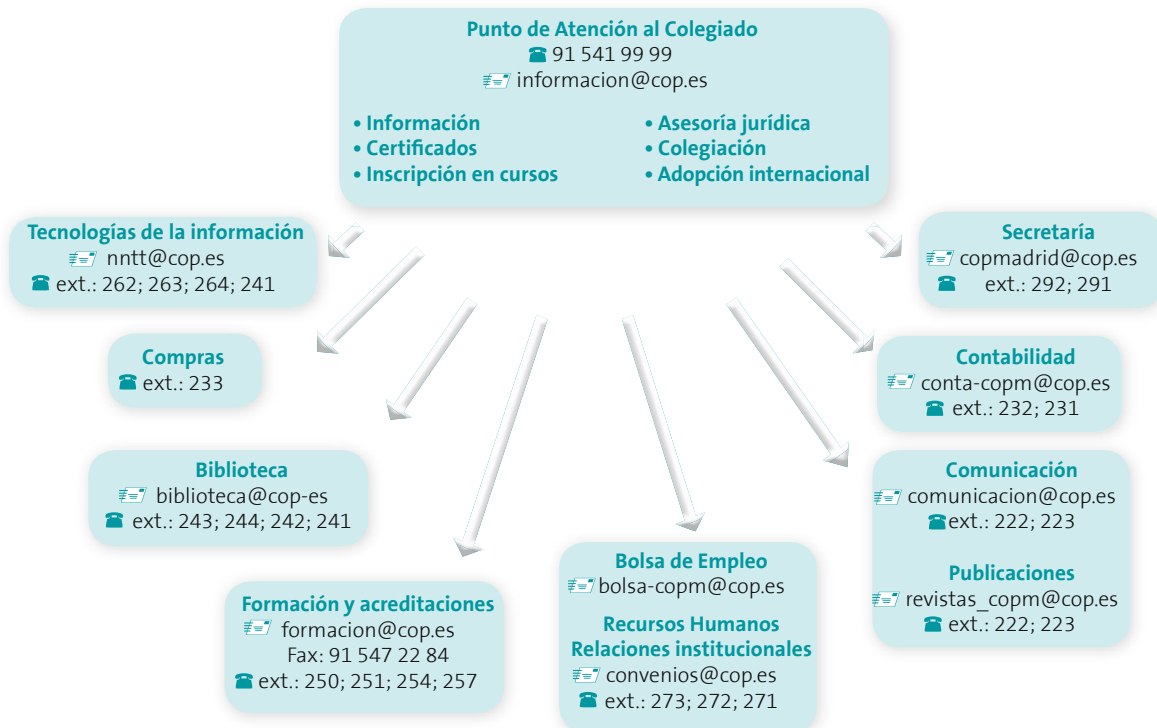 Punto de Atención al Colegiado
☎ 91 541 99 99
informacion@cop.es
• Información
• Certificados
• Inscripción en cursos
• Asesoría jurídica
• Colegiación
• Adopción internacional
Tecnologías de la información
nntt@cop.es
☎ ext.: 262; 263; 264; 241
Secretaría
copmadrid@cop.es
☎ ext.: 292; 291
Compras
☎ ext.: 233
Contabilidad
conta-copm@cop.es
☎ ext.: 232; 231
Biblioteca
biblioteca@cop-es
☎ ext.: 243; 244; 242; 241
Comunicación
comunicacion@cop.es
☎ ext.: 222; 223
Publicaciones
revistas_copm@cop.es
☎ ext.: 222; 223
Formación y acreditaciones
formacion@cop.es
Fax: 91 547 22 84
☎ ext.: 250; 251; 254; 257
Bolsa de Empleo
bolsa-copm@cop.es
Recursos Humanos
Relaciones institucionales
convenios@cop.es
☎ ext.: 273; 272; 271